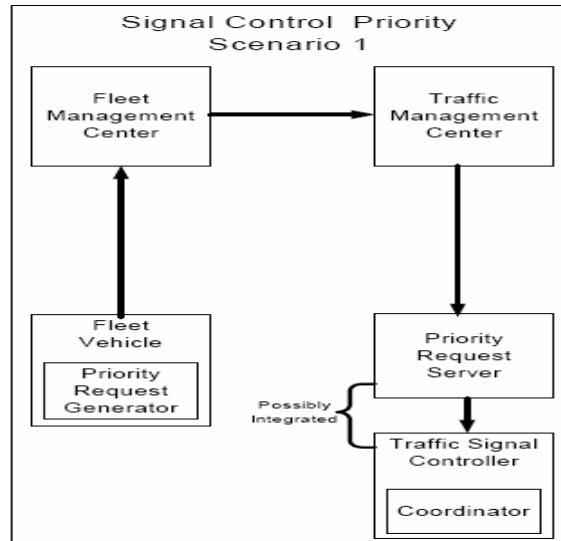 Signal Control Priority
Scenario 1
Fleet
Management
Center
Traffic
Management
Center
Fleet
Vehicle
Priority
Request
Generator
Priority
Request
Server
Possibly
Integrated
Traffic Signal
Controller
Coordinator